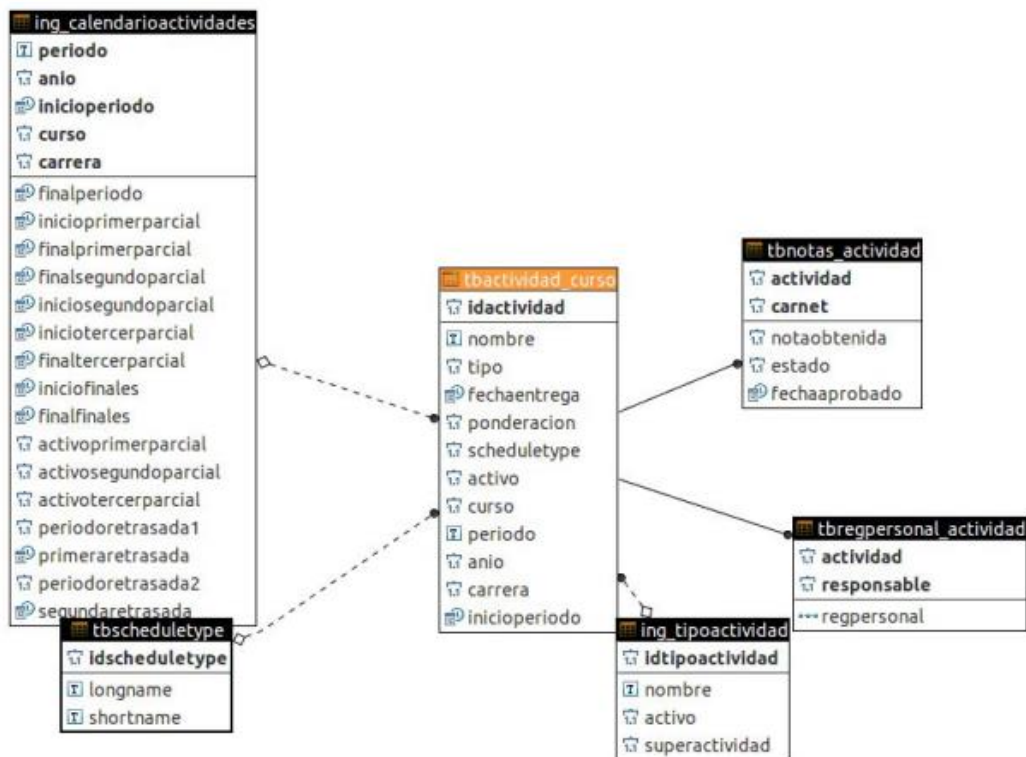 ing_calendarioactividades
periodo
anio
inicioperiodo
curso
carrera
finalperiodo
inicioprimerparcial
finalprimerparcial
finalsegundoparcial
iniciosegundoparcial
iniciotercerparcial
finaltercerparcial
iniciofinales
finalfinales
activoprimerparcial
activosegundoparcial
activotercerparcial
periodoretrasada1
primeraretrasada
periodoretrasada2
segundaretrasada
tbscheduletype
idscheduletype
longname
shortname
tbactividad_curso
idactividad
nombre
tipo
fechaentrega
ponderacion
scheduletype
activo
curso
periodo
anio
carrera
inicioperiodo
tbnotas_actividad
actividad
carnet
notaobtenida
estado
fechaaprobado
tbregpersonal_actividad
actividad
responsable
regpersonal
ing_tipoactividad
idtipoactividad
nombre
activo
superactividad